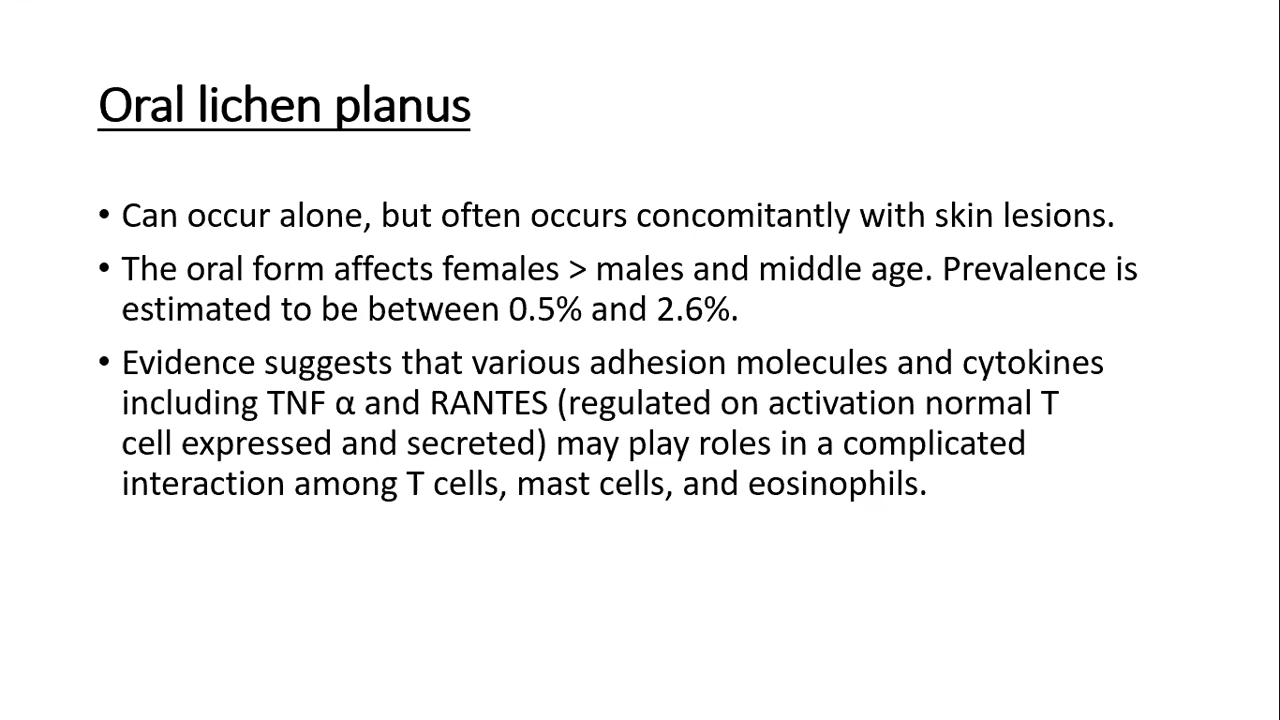 Oral lichen planus
• Can occur alone, but often occurs concomitantly with skin lesions.
• The oral form affects females > males and middle age. Prevalence is
estimated to be between 0.5% and 2.6%.
• Evidence suggests that various adhesion molecules and cytokines
including TNF α and RANTES (regulated on activation normal T
cell expressed and secreted) may play roles in a complicated
interaction among T cells, mast cells, and eosinophils.